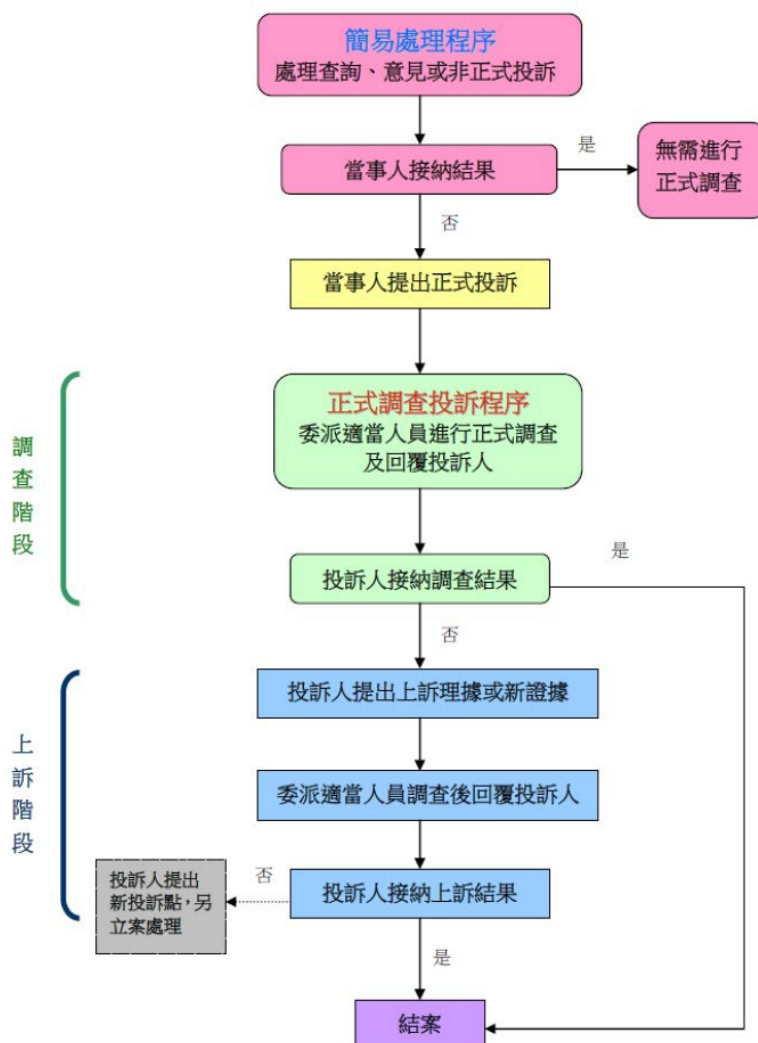 簡易處理程序
處理查詢、意見或非正式投訴
當事人接納結果
是
無需進行
正式調查
否
當事人提出正式投訴
調查階段
正式調查投訴程序
委派適當人員進行正式調查
及回覆投訴人
投訴人接納調查結果
是
否
上訴階段
投訴人提出上訴理據或新證據
委派適當人員調查後回覆投訴人
投訴人接納上訴結果
否
投訴人提出
新投訴點，另
立案處理
是
結案